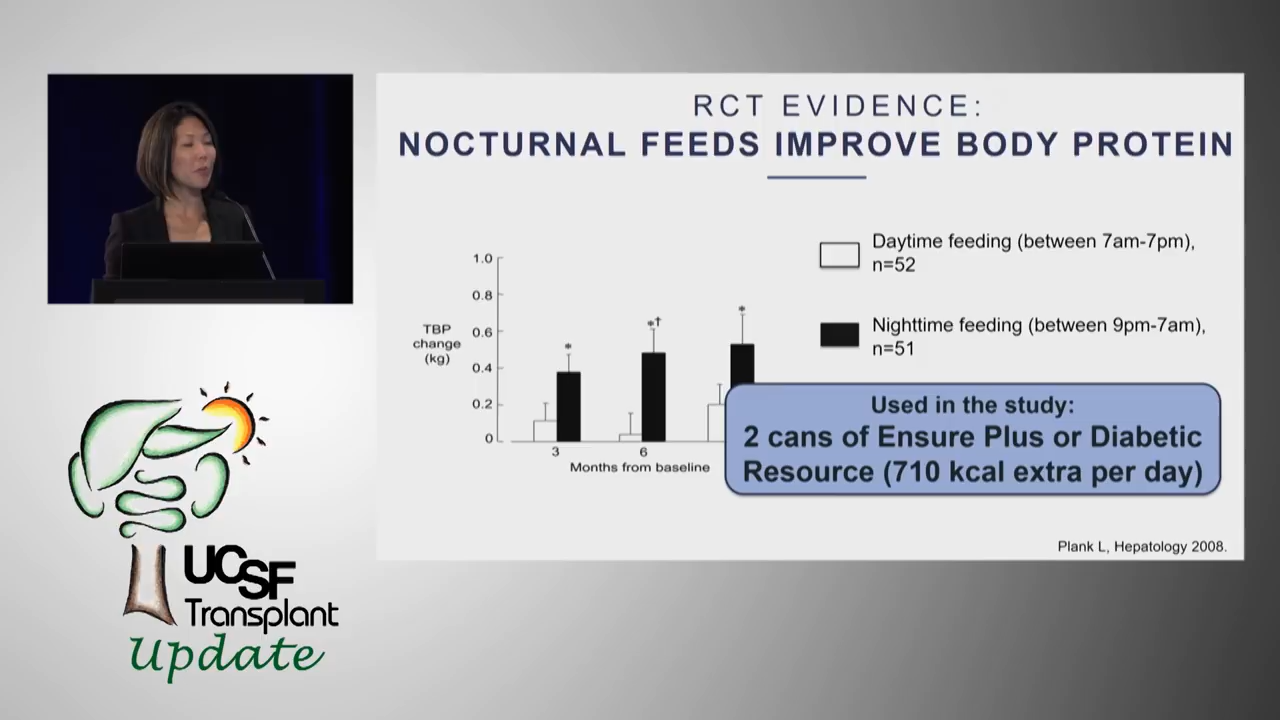 RCT EVIDENCE:
NOCTURNAL FEEDS IMPROVE BODY PROTEIN
1.0
0.8
0.6
0.4
0.2
0
TBP
change
(kg)
*
*†
*
3
6
Months from baseline
Daytime feeding (between 7am-7pm),
n=52
Nighttime feeding (between 9pm-7am),
n=51
Used in the study:
2 cans of Ensure Plus or Diabetic
Resource (710 kcal extra per day)
Plank L, Hepatology 2008.
UCSF
Transplant
Update